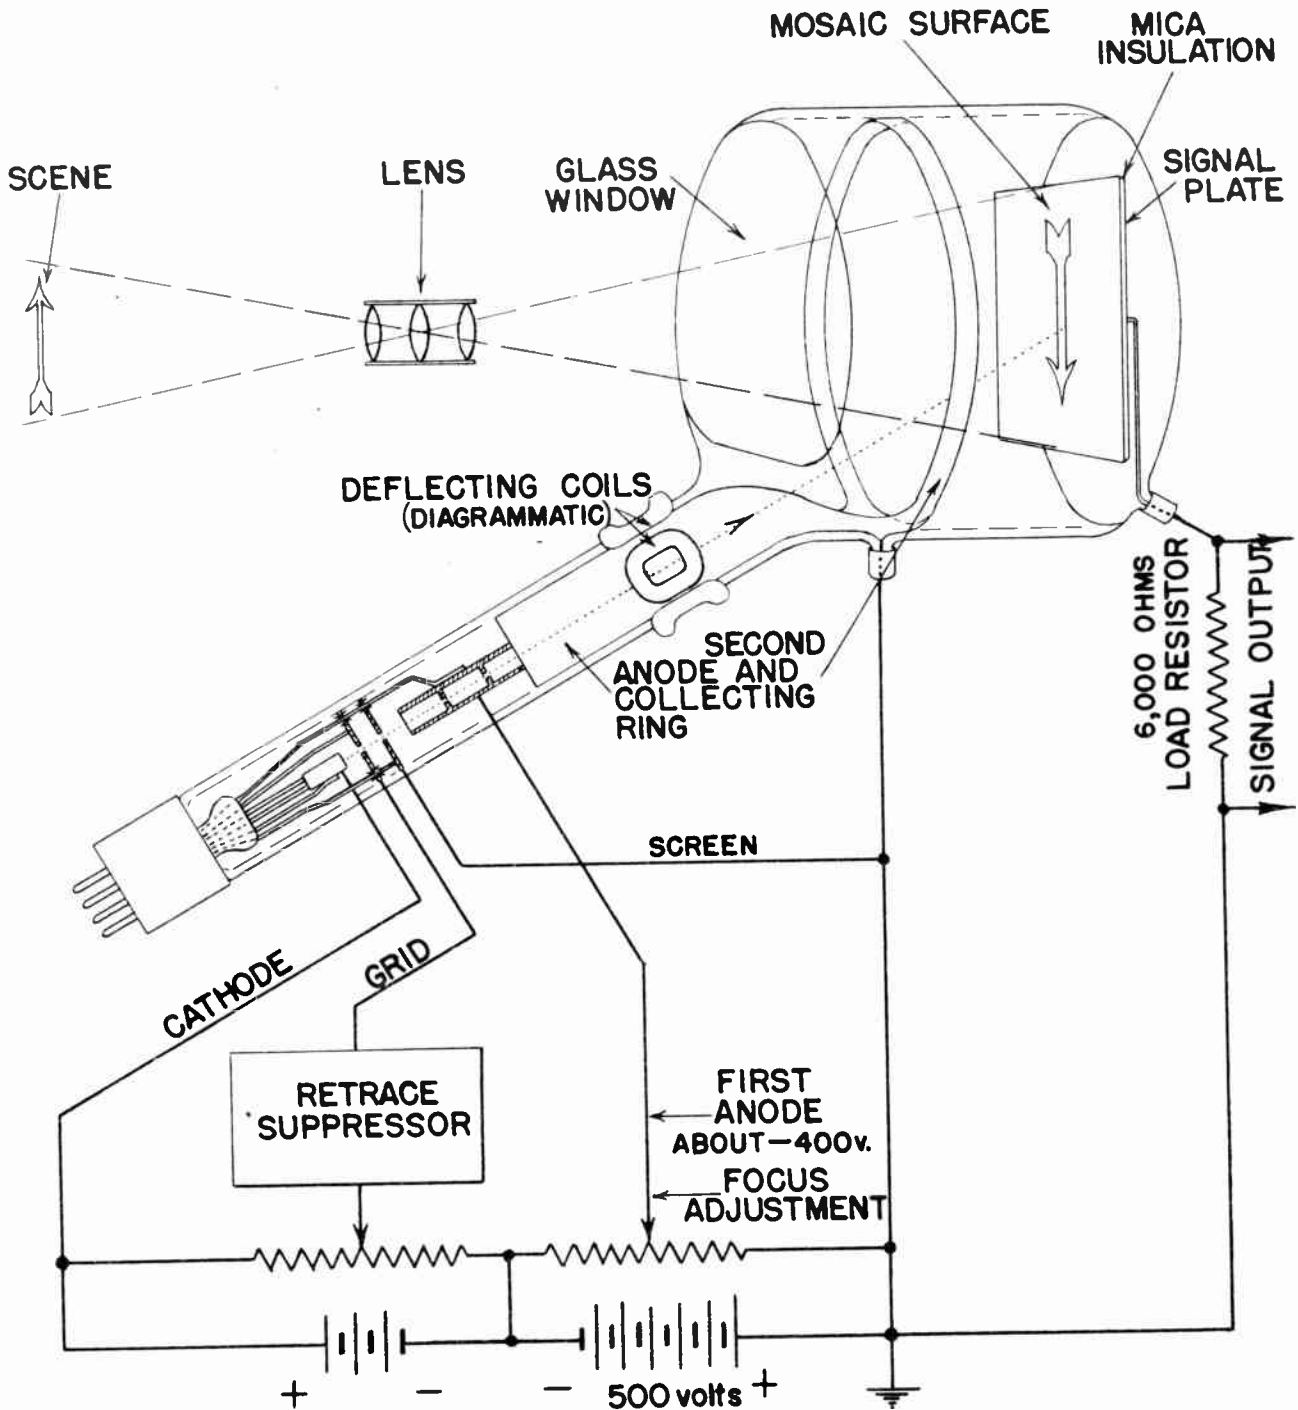 MOSAIC SURFACE
MICA
INSULATION
SCENE
LENS
GLASS
WINDOW
SIGNAL
PLATE
DEFLECTING COILS
(DIAGRAMMATIC)
SECOND
ANODE AND
COLLECTING
RING
6,000 OHMS
LOAD RESISTOR
SIGNAL OUTPUT
SCREEN
CATHODE
GRID
RETRACE
SUPPRESSOR
FIRST
ANODE
ABOUT -400v.
FOCUS
ADJUSTMENT
+ -
- 500 volts +